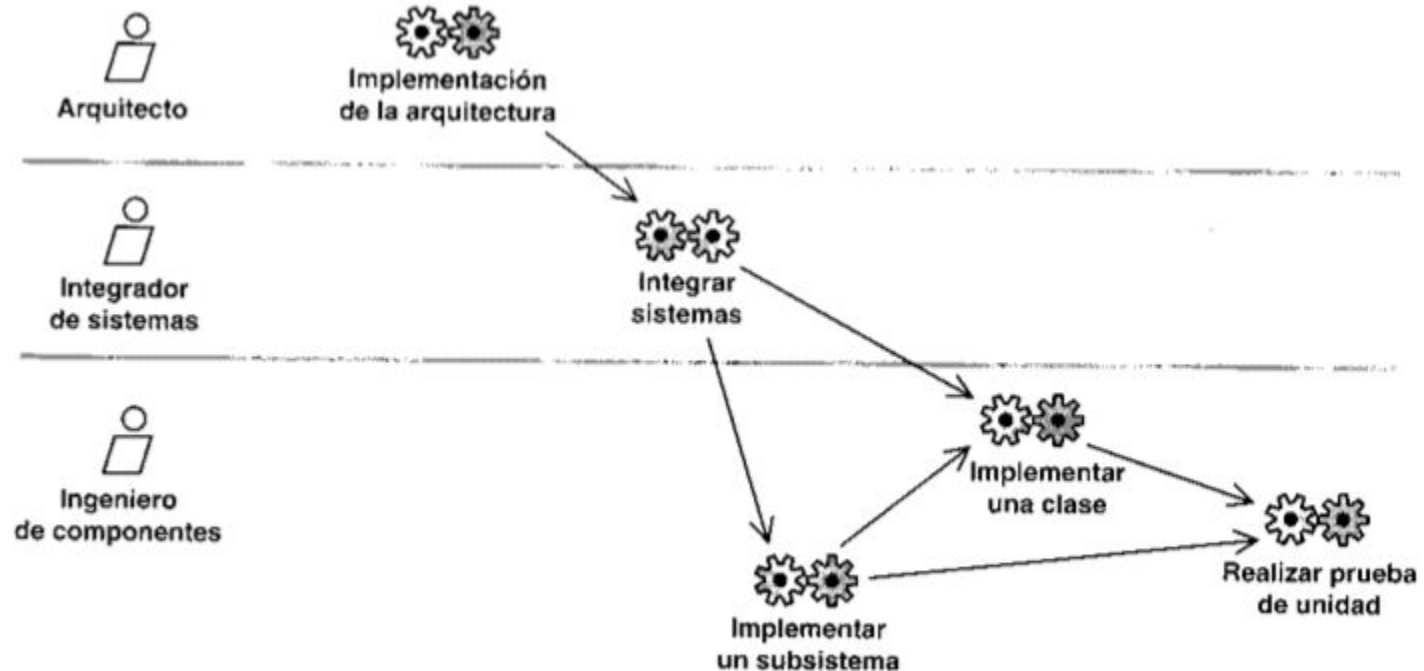 Arquitecto
Implementación
de la arquitectura
Integrador
de sistemas
Integrar
sistemas
Ingeniero
de componentes
Implementar
una clase
Implementar
un subsistema
Realizar prueba
de unidad